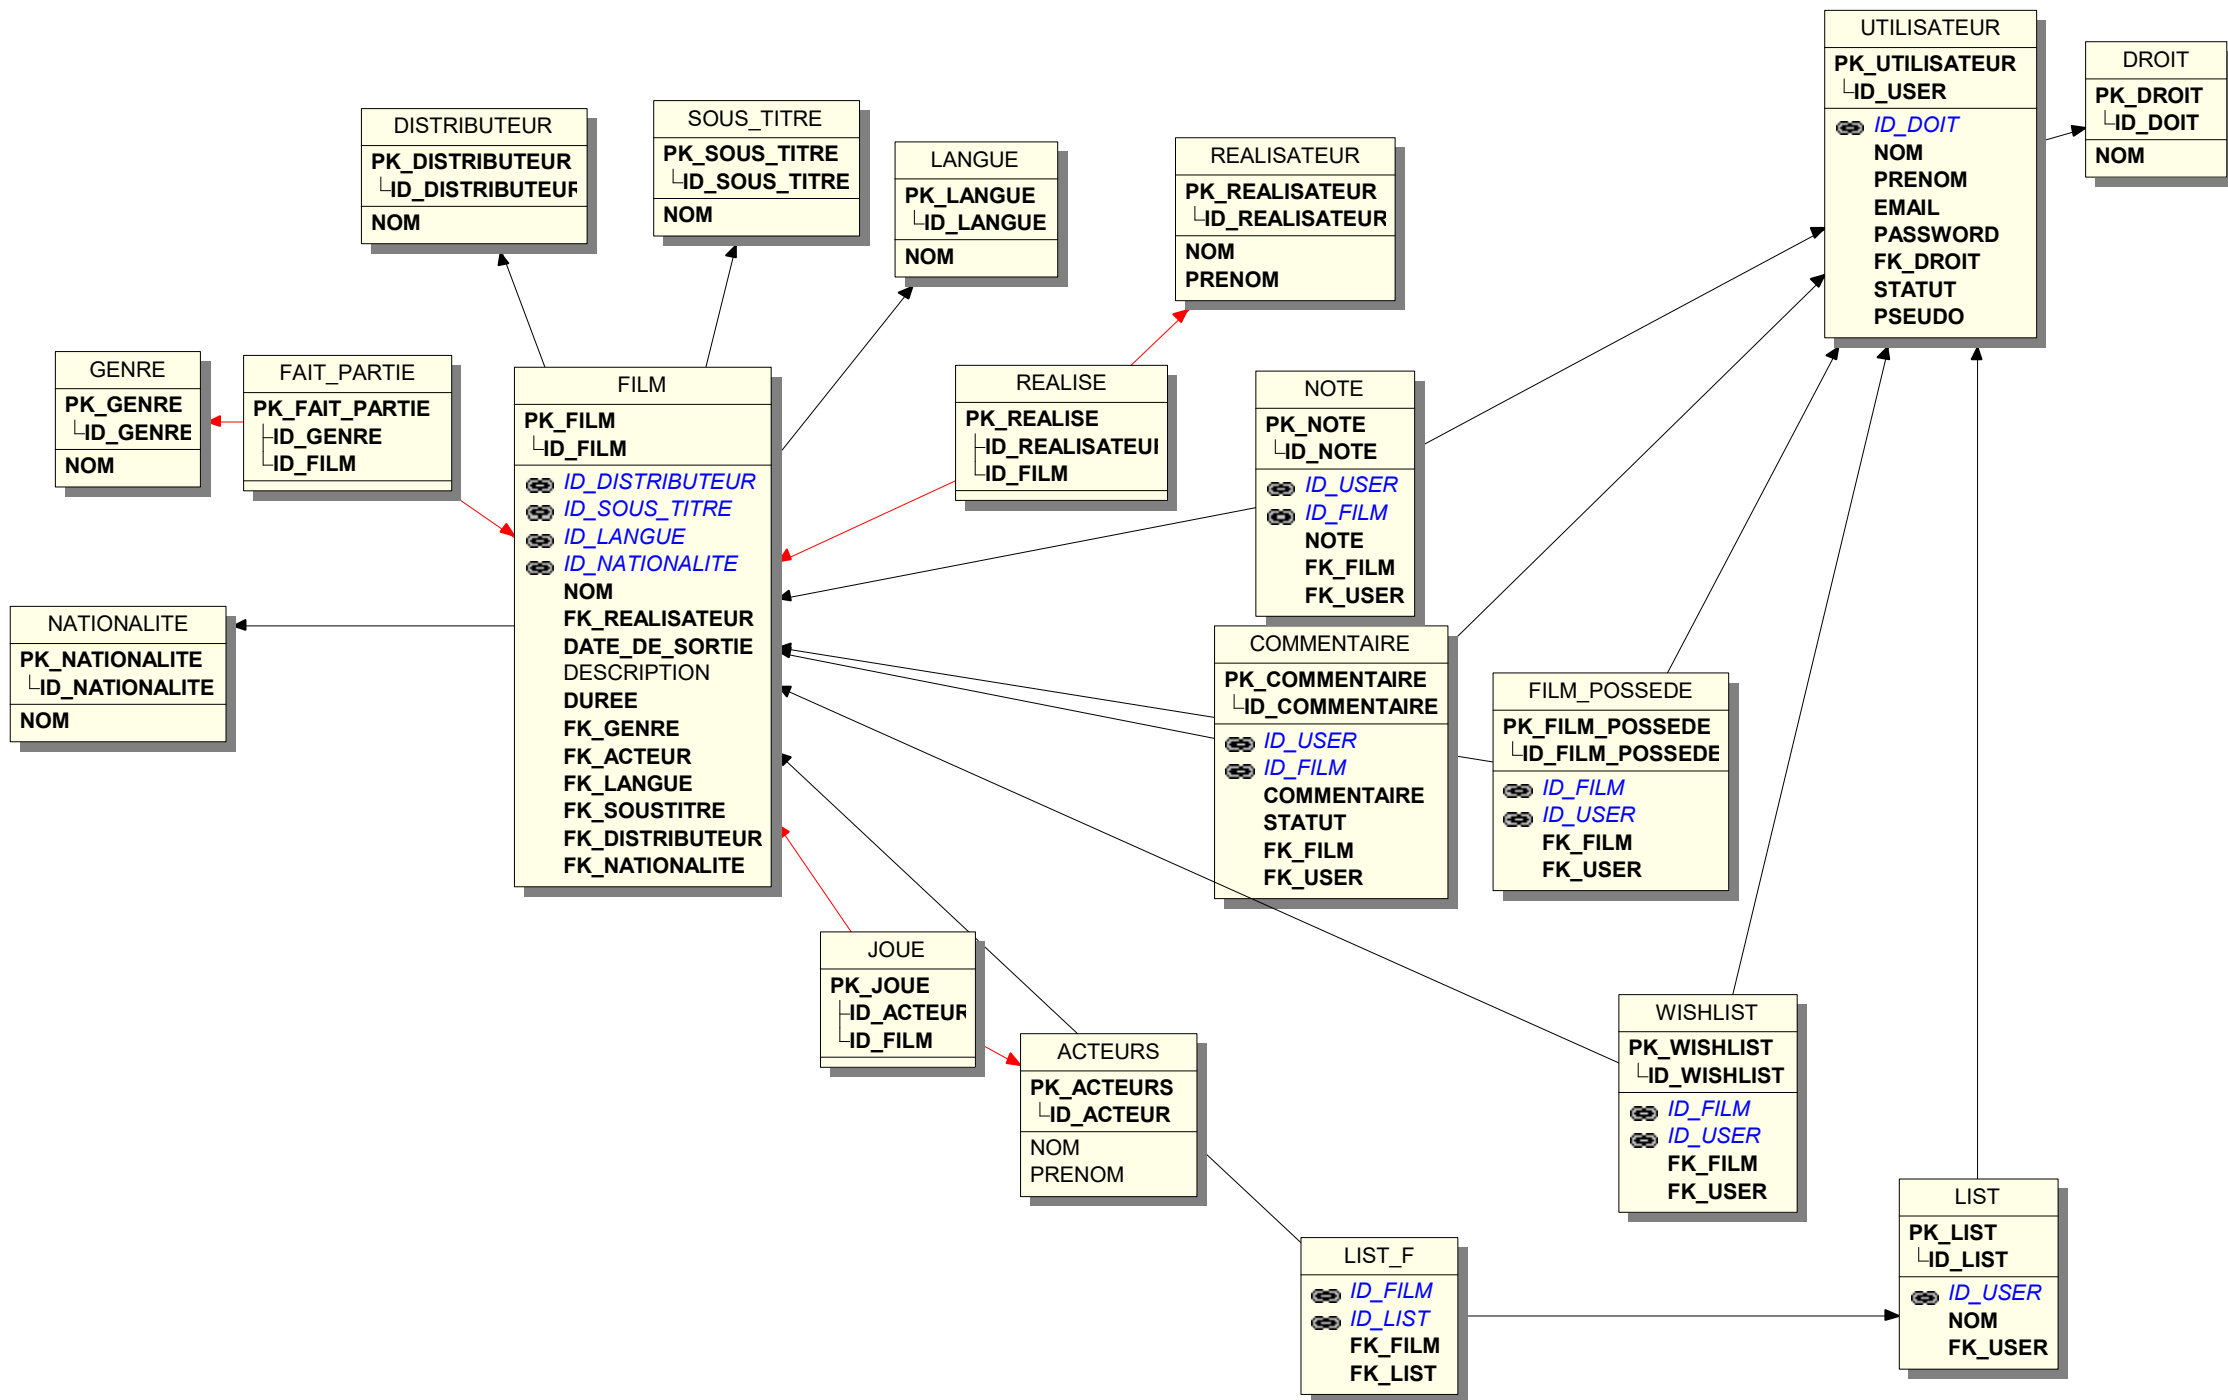 UTILISATEUR
PK_UTILISATEUR
ID_USER
ID_DOIT
NOM
PRENOM
EMAIL
PASSWORD
FK_DROIT
STATUT
PSEUDO
DROIT
PK_DROIT
ID_DOIT
NOM
DISTRIBUTEUR
PK_DISTRIBUTEUR
ID_DISTRIBUTEUR
NOM
SOUS_TITRE
PK_SOUS_TITRE
ID_SOUS_TITRE
NOM
LANGUE
PK_LANGUE
ID_LANGUE
NOM
REALISATEUR
PK_REALISATEUR
ID_REALISATEUR
NOM
PRENOM
GENRE
PK_GENRE
ID_GENRE
NOM
FAIT_PARTIE
PK_FAIT_PARTIE
ID_GENRE
ID_FILM
FILM
PK_FILM
ID_FILM
ID_DISTRIBUTEUR
ID_SOUS_TITRE
ID_LANGUE
ID_NATIONALITE
NOM
FK_REALISATEUR
DATE_DE_SORTIE
DESCRIPTION
DUREE
FK_GENRE
FK_ACTEUR
FK_LANGUE
FK_SOUSTITRE
FK_DISTRIBUTEUR
FK_NATIONALITE
REALISE
PK_REALISE
ID_REALISATEUR
ID_FILM
NOTE
PK_NOTE
ID_NOTE
ID_USER
ID_FILM
NOTE
FK_FILM
FK_USER
NATIONALITE
PK_NATIONALITE
ID_NATIONALITE
NOM
COMMENTAIRE
PK_COMMENTAIRE
ID_COMMENTAIRE
ID_USER
ID_FILM
COMMENTAIRE
STATUT
FK_FILM
FK_USER
FILM_POSSEDE
PK_FILM_POSSEDE
ID_FILM_POSSEDE
ID_FILM
ID_USER
FK_FILM
FK_USER
JOUE
PK_JOUE
ID_ACTEUR
ID_FILM
ACTEURS
PK_ACTEURS
ID_ACTEUR
NOM
PRENOM
WISHLIST
PK_WISHLIST
ID_WISHLIST
ID_FILM
ID_USER
FK_FILM
FK_USER
LIST
PK_LIST
ID_LIST
ID_USER
NOM
FK_USER
LIST_F
ID_FILM
ID_LIST
FK_FILM
FK_LIST